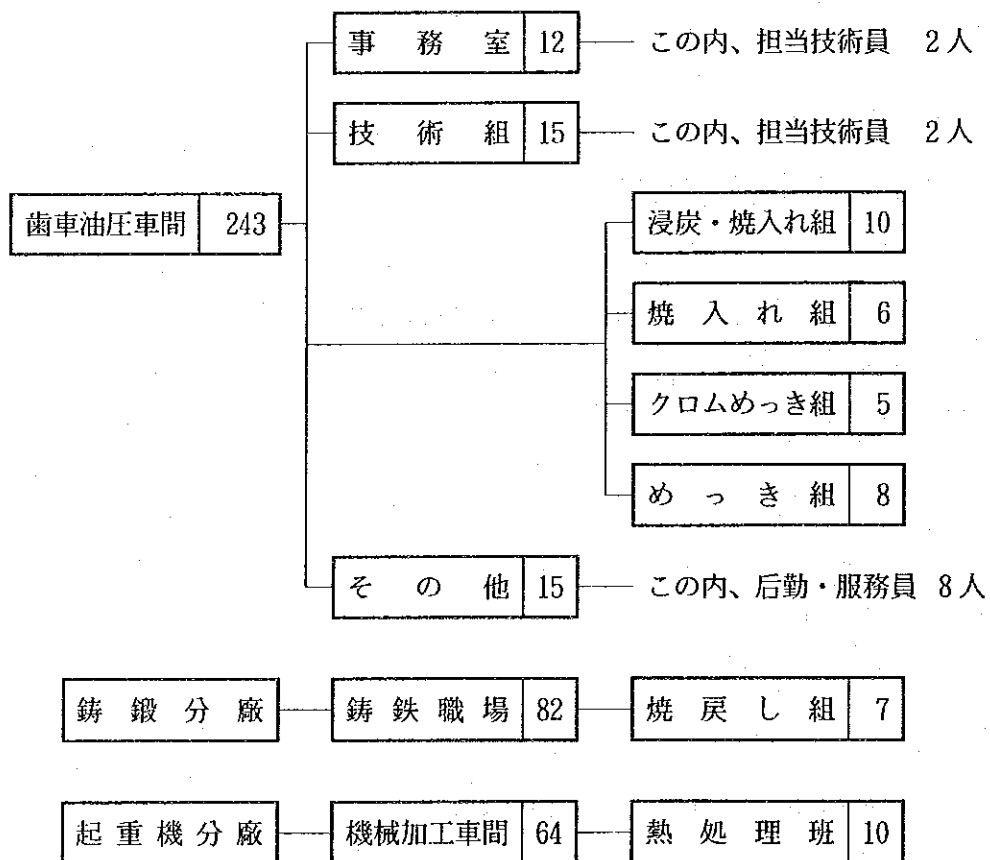 事務室 12 この内、担当技術員 2人
技術組 15 この内、担当技術員 2人
歯車油圧車間 243
浸炭・焼入れ組 10
焼入れ組 6
クロムめっき組 5
めっき組 8
その他 15 この内、后勤・服務員 8人
鋳鍛分廠 鋳鉄職場 82 焼戻し組 7
起重機分廠 機械加工車間 64 熱処理班 10